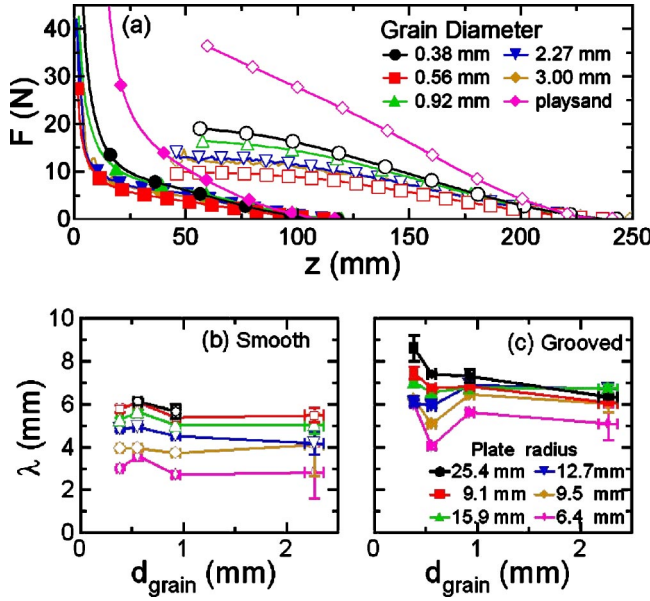 (a)
Grain Diameter
0.38 mm
2.27 mm
0.56 mm
3.00 mm
0.92 mm
playsand
F (N)
40
30
20
10
0
0 50 100 150 200 250
z (mm)
(b) Smooth
λ (mm)
10
8
6
4
2
0
0 1 2
d grain (mm)
(c) Grooved
Plate radius
25.4 mm
12.7mm
9.1 mm
9.5 mm
15.9 mm
6.4 mm
0 1 2
d grain (mm)